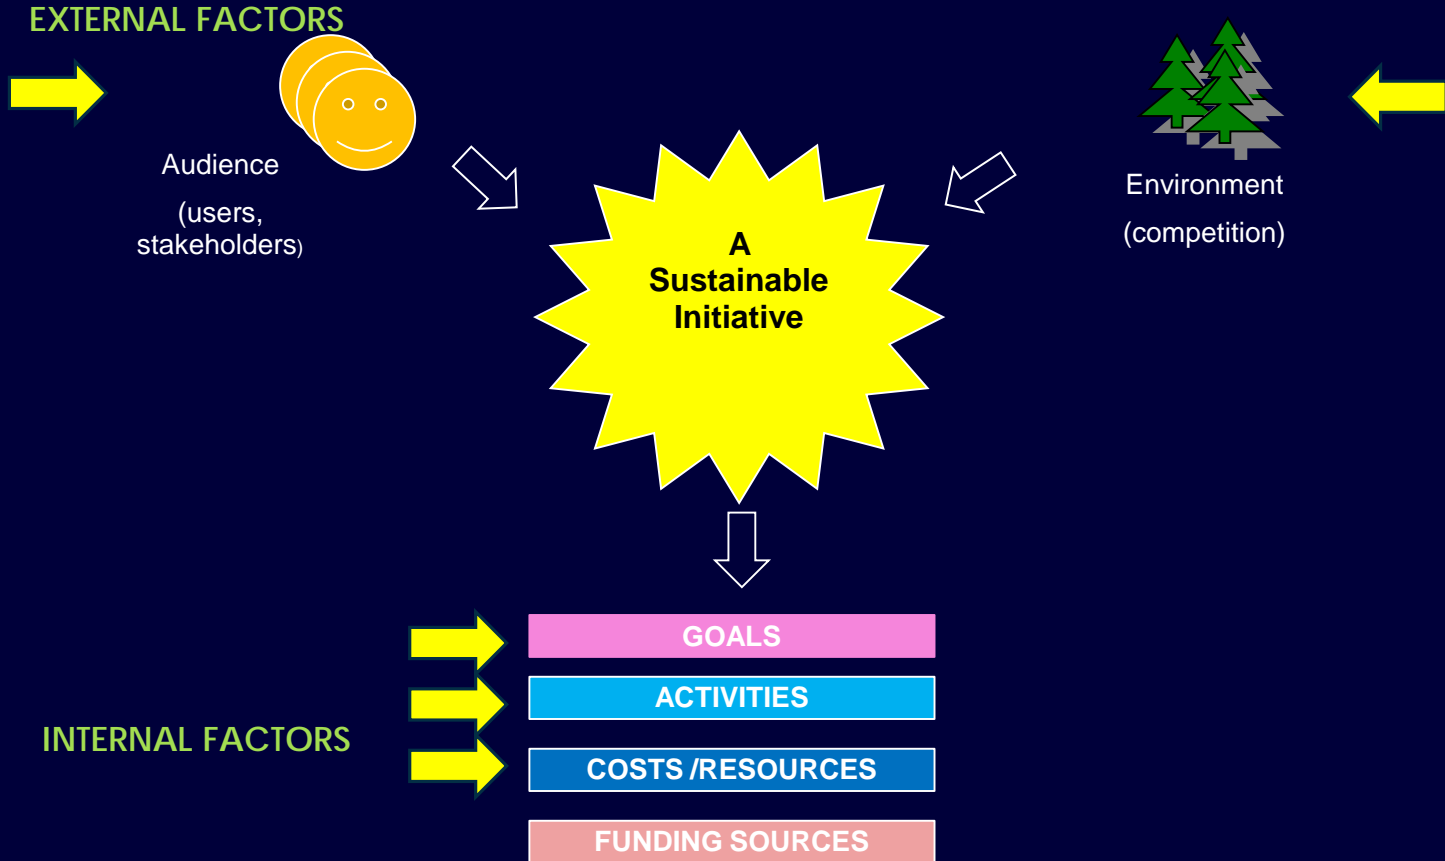 EXTERNAL FACTORS
Audience
(users,
stakeholders)
Environment
(competition)
A
Sustainable
Initiative
GOALS
ACTIVITIES
INTERNAL FACTORS
COSTS /RESOURCES
FUNDING SOURCES